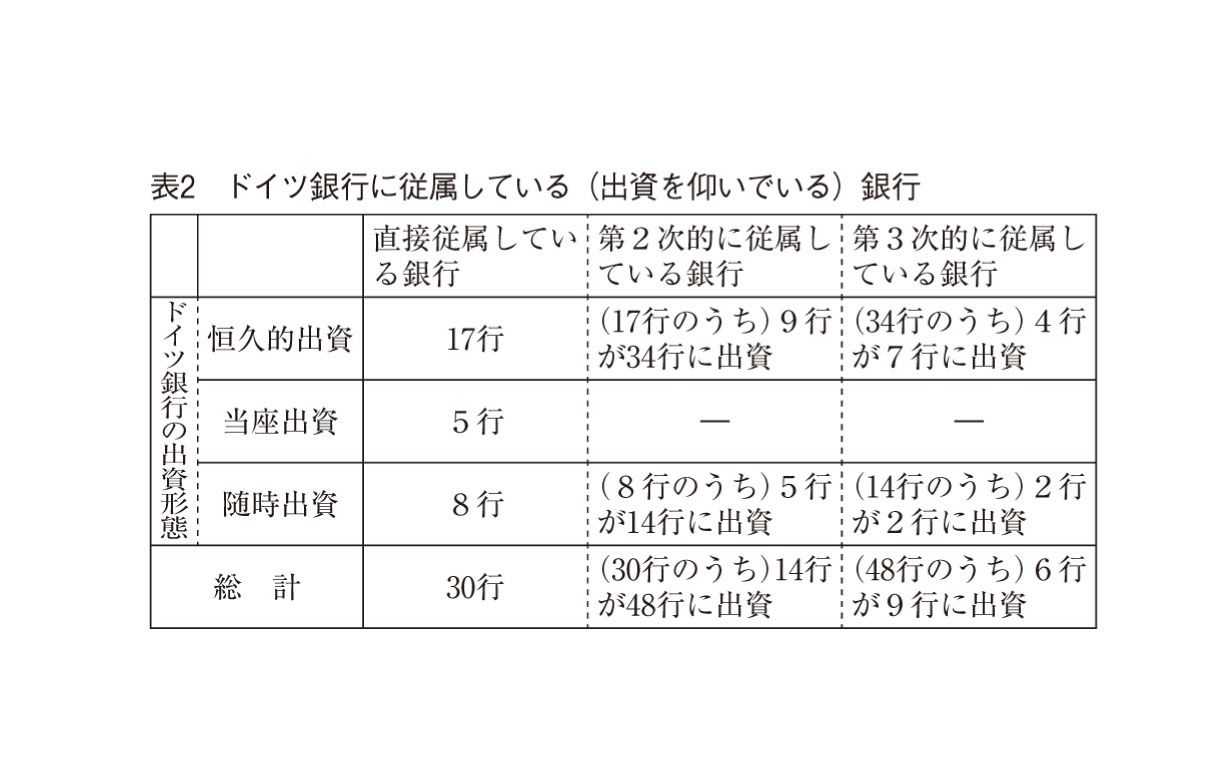 表2　ドイツ銀行に従属している（出資を仰いでいる）銀行
直接従属してい
る銀行
第２次的に従属し
ている銀行
第３次的に従属し
ている銀行
ドイツ銀行の出資形態
恒久的出資
17行
(17行のうち)９行
が34行に出資
(34行のうち)４行
が７行に出資
当座出資
５行
―
―
随時出資
８行
(８行のうち)５行
が14行に出資
(14行のうち)２行
が２行に出資
総　計
30行
(30行のうち)14行
が48行に出資
(48行のうち)６行
が９行に出資